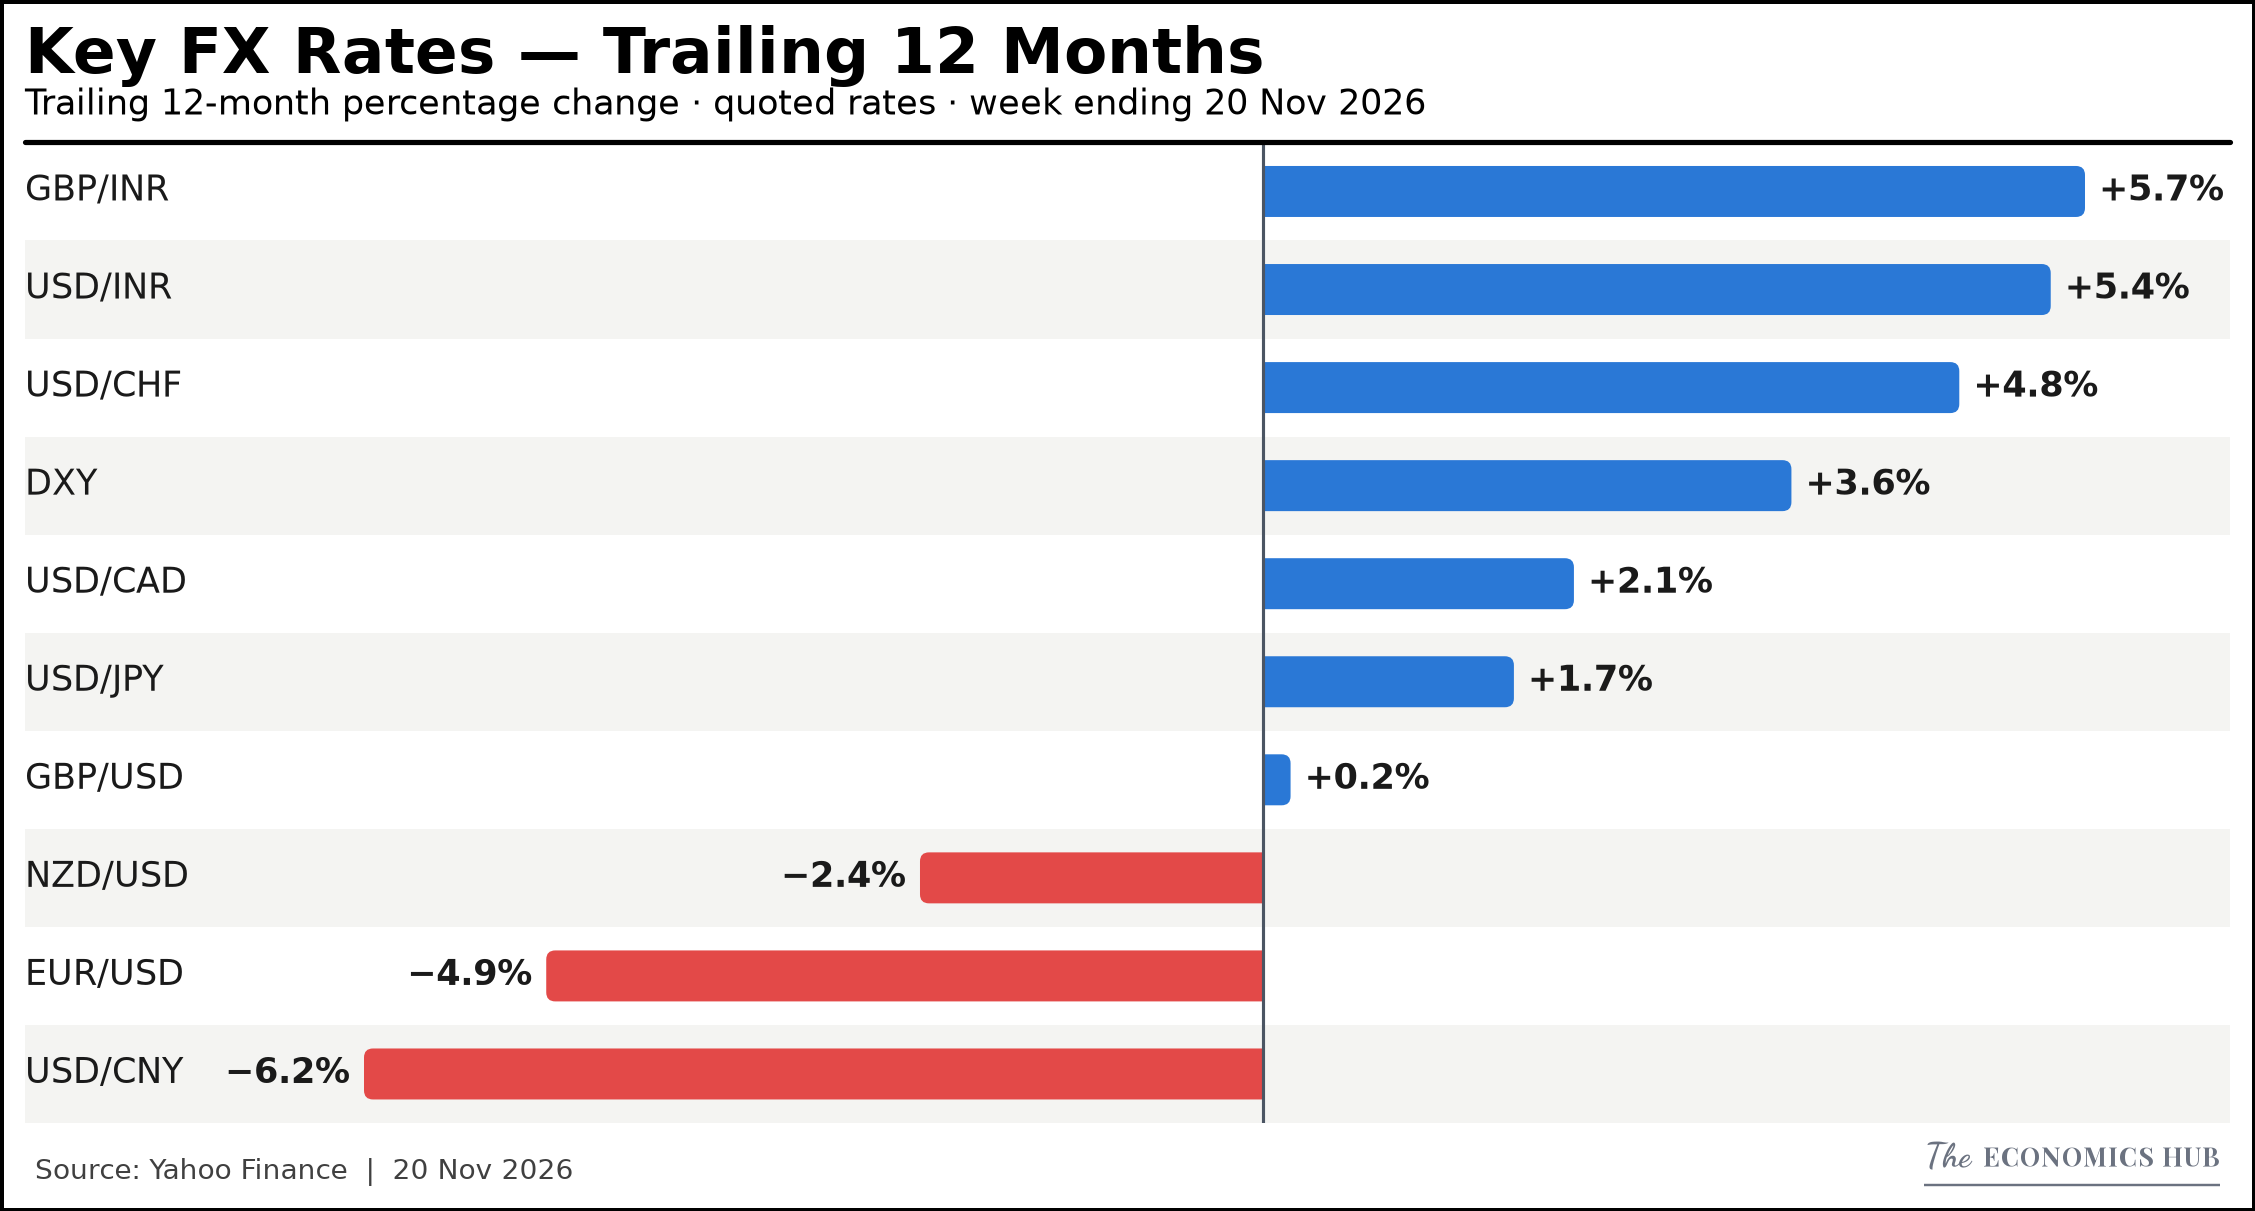 Key FX Rates — Trailing 12 Months
Trailing 12-month percentage change · quoted rates · week ending 20 Nov 2026
GBP/INR +5.7%
USD/INR +5.4%
USD/CHF +4.8%
DXY +3.6%
USD/CAD +2.1%
USD/JPY +1.7%
GBP/USD +0.2%
NZD/USD −2.4%
EUR/USD −4.9%
USD/CNY −6.2%
Source: Yahoo Finance | 20 Nov 2026
The ECONOMICS HUB